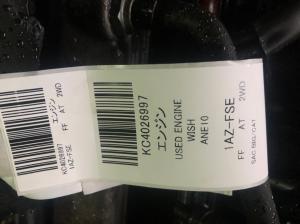 KC4026997
エンジン
USED ENGINE
WISH
ANE10
1AZ-FSE
FF AT 2WD
KC4026997
エンジン
1AZ-FSE
FF AT 2WD